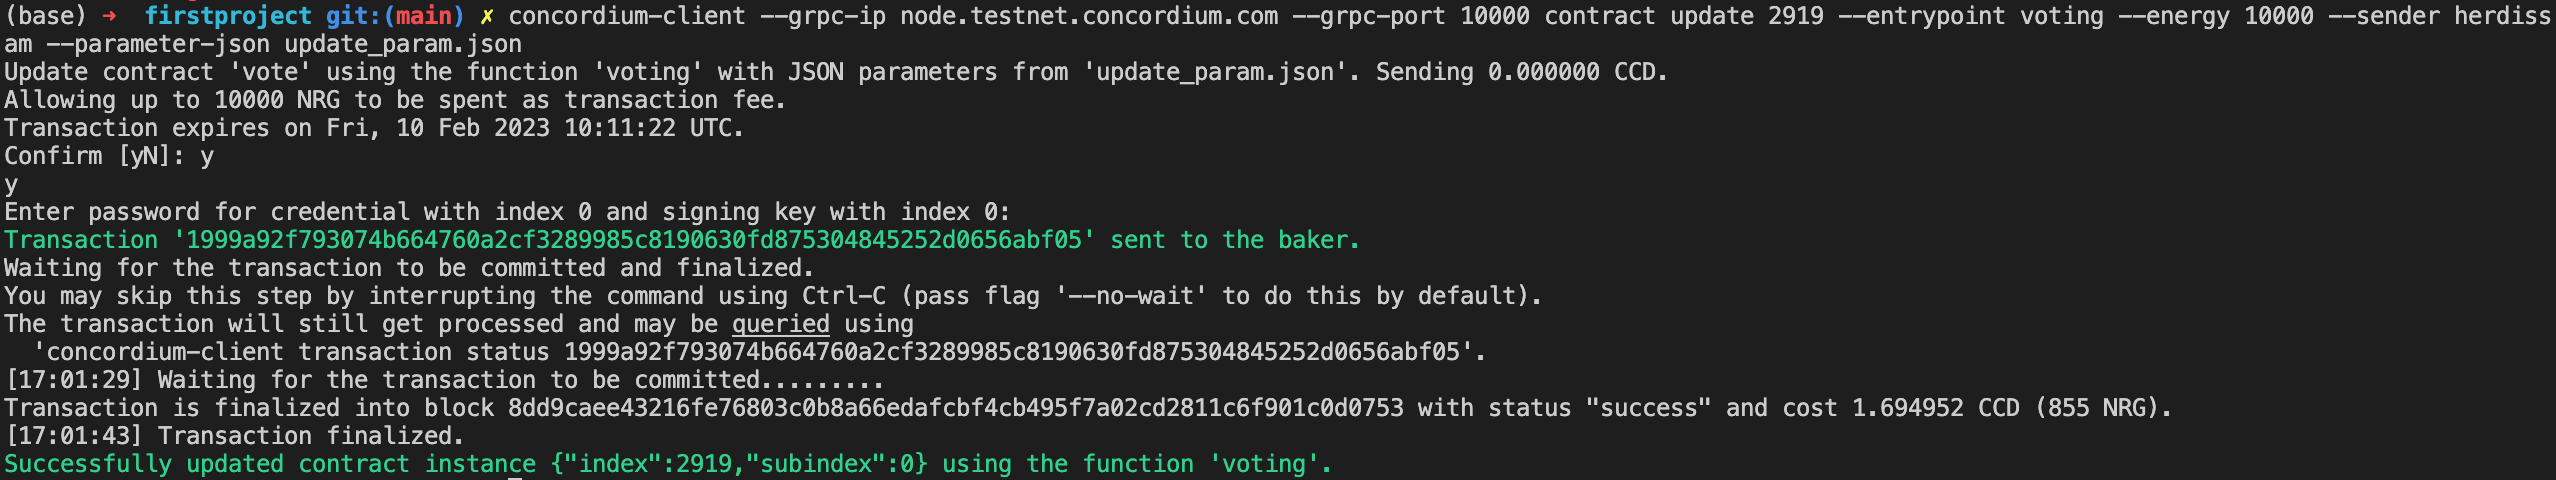 (base) ➜  firstproject git:(main) ✗ concordium-client --grpc-ip node.testnet.concordium.com --grpc-port 10000 contract update 2919 --entrypoint voting --energy 10000 --sender herdiss
am --parameter-json update_param.json
Update contract 'vote' using the function 'voting' with JSON parameters from 'update_param.json'. Sending 0.000000 CCD.
Allowing up to 10000 NRG to be spent as transaction fee.
Transaction expires on Fri, 10 Feb 2023 10:11:22 UTC.
Confirm [yN]: y
y
Enter password for credential with index 0 and signing key with index 0:
Transaction '1999a92f793074b664760a2cf3289985c8190630fd875304845252d0656abf05' sent to the baker.
Waiting for the transaction to be committed and finalized.
You may skip this step by interrupting the command using Ctrl-C (pass flag '--no-wait' to do this by default).
The transaction will still get processed and may be queried using
  'concordium-client transaction status 1999a92f793074b664760a2cf3289985c8190630fd875304845252d0656abf05'.
[17:01:29] Waiting for the transaction to be committed.........
Transaction is finalized into block 8dd9caee43216fe76803c0b8a66edafcbf4cb495f7a02cd2811c6f901c0d0753 with status "success" and cost 1.694952 CCD (855 NRG).
[17:01:43] Transaction finalized.
Successfully updated contract instance {"index":2919,"subindex":0} using the function 'voting'.